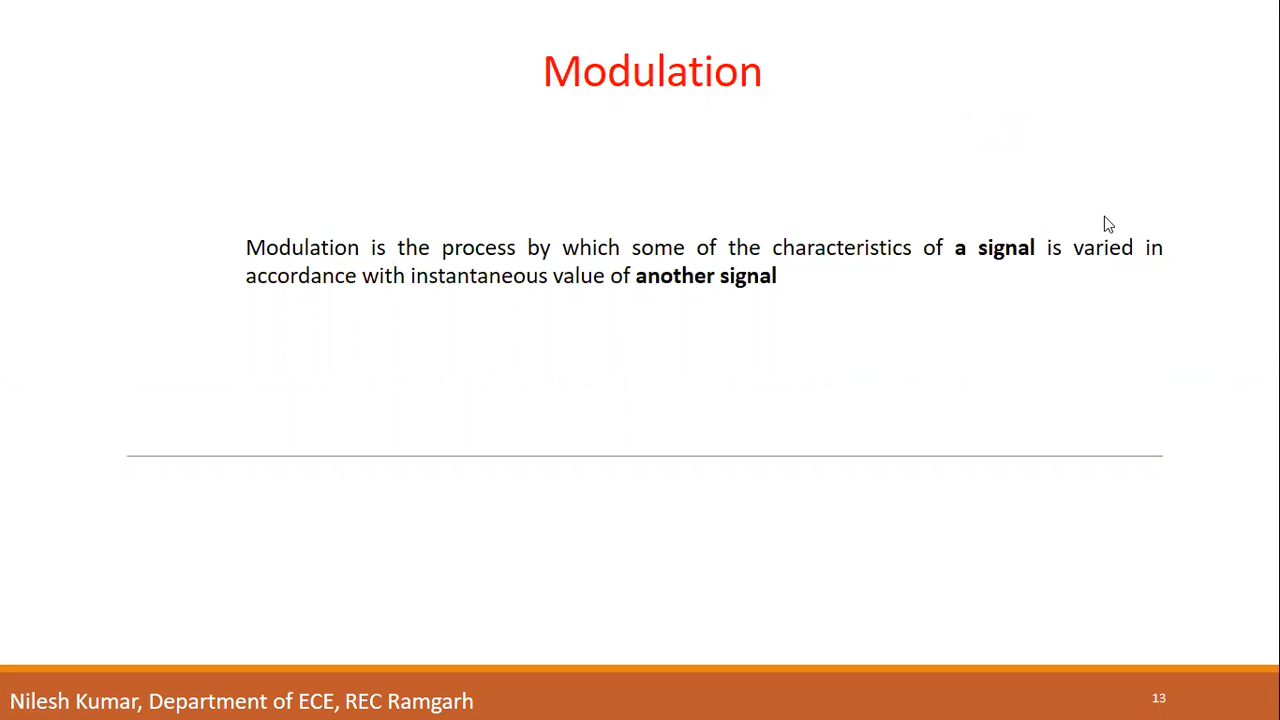 Modulation
Modulation is the process by which some of the characteristics of a signal is varied in
accordance with instantaneous value of another signal
Nilesh Kumar, Department of ECE, REC Ramgarh
13